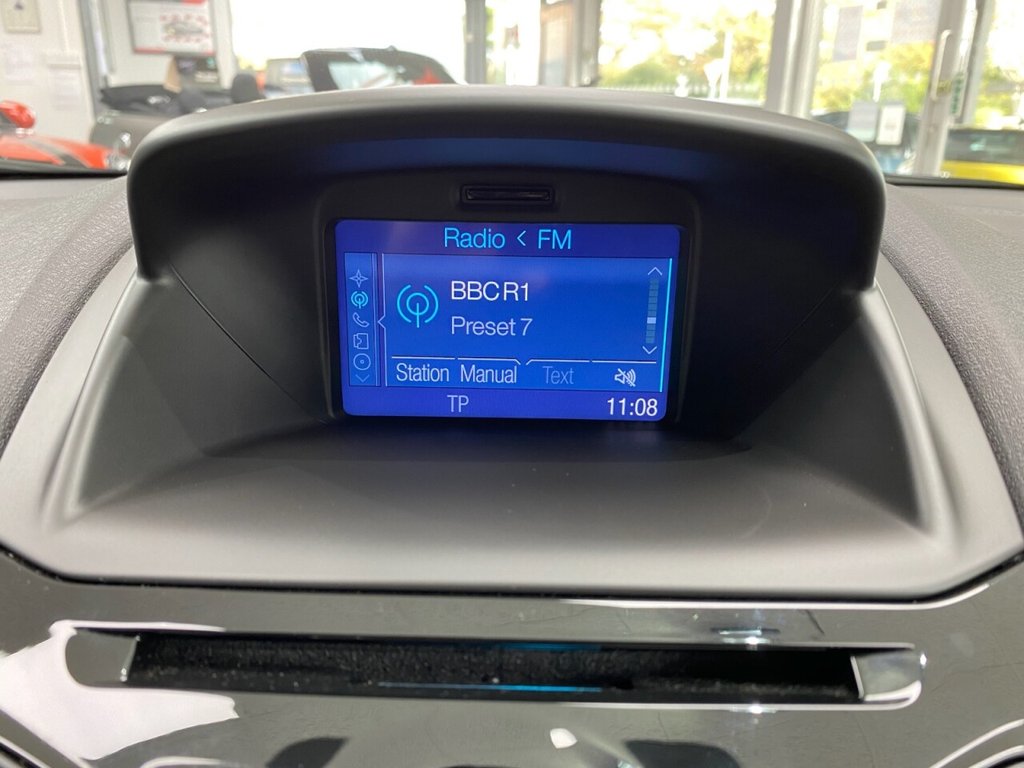 Radio < FM
BBC R1
Preset 7
Station Manual Text
TP 11:08